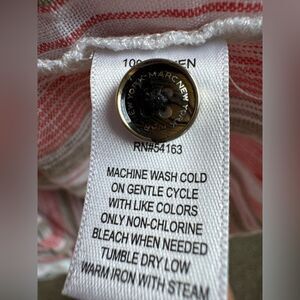 RN#54163
MACHINE WASH COLD
ON GENTLE CYCLE
WITH LIKE COLORS
ONLY NON-CHLORINE
BLEACH WHEN NEEDED
TUMBLE DRY LOW
WARM IRON WITH STEAM